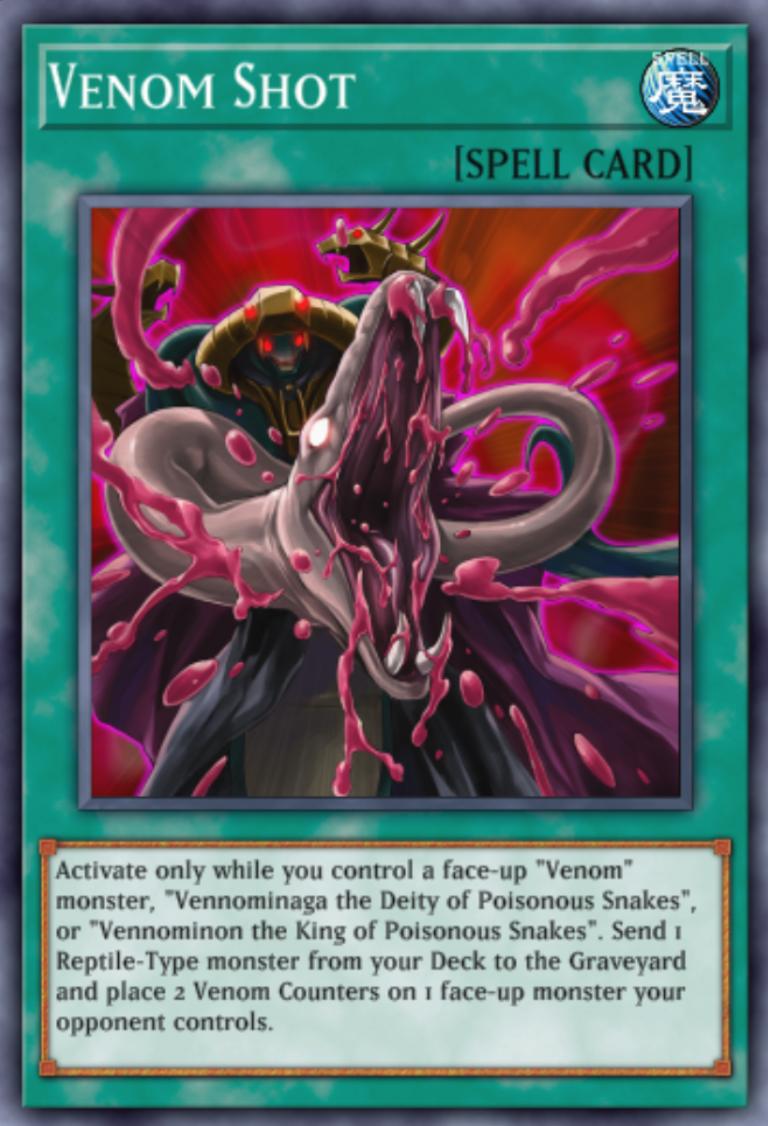 VENOM SHOT
SPELL
魔
[SPELL CARD]
Activate only while you control a face-up "Venom"
monster, "Vennominaga the Deity of Poisonous Snakes",
or "Vennominon the King of Poisonous Snakes". Send 1
Reptile-Type monster from your Deck to the Graveyard
and place 2 Venom Counters on 1 face-up monster your
opponent controls.